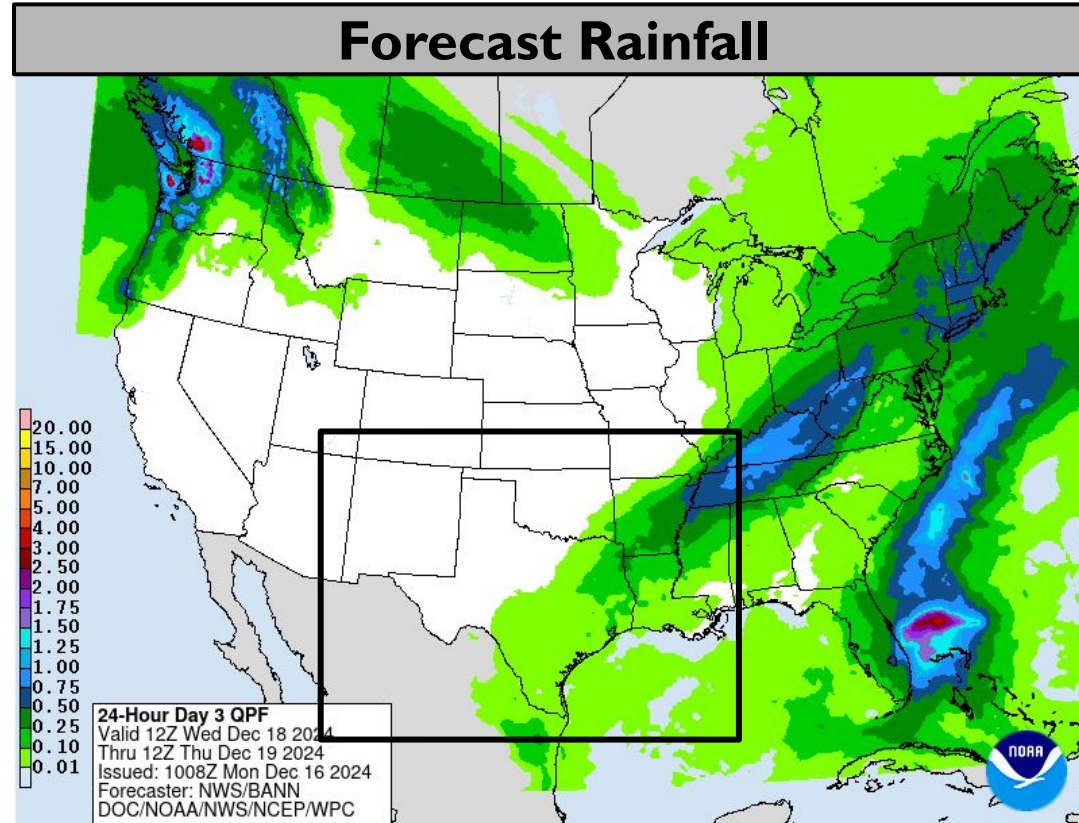 Forecast Rainfall
20.00
15.00
10.00
7.00
5.00
4.00
3.00
2.50
2.00
1.75
1.50
1.25
1.00
0.75
0.50
0.25
0.10
0.01
24-Hour Day 3 QPF
Valid 12Z Wed Dec 18 2024
Thru 12Z Thu Dec 19 2024
Issued: 1008Z Mon Dec 16 2024
Forecaster: NWS/BANN
DOC/NOAA/NWS/NCEP/WPC
NOAA